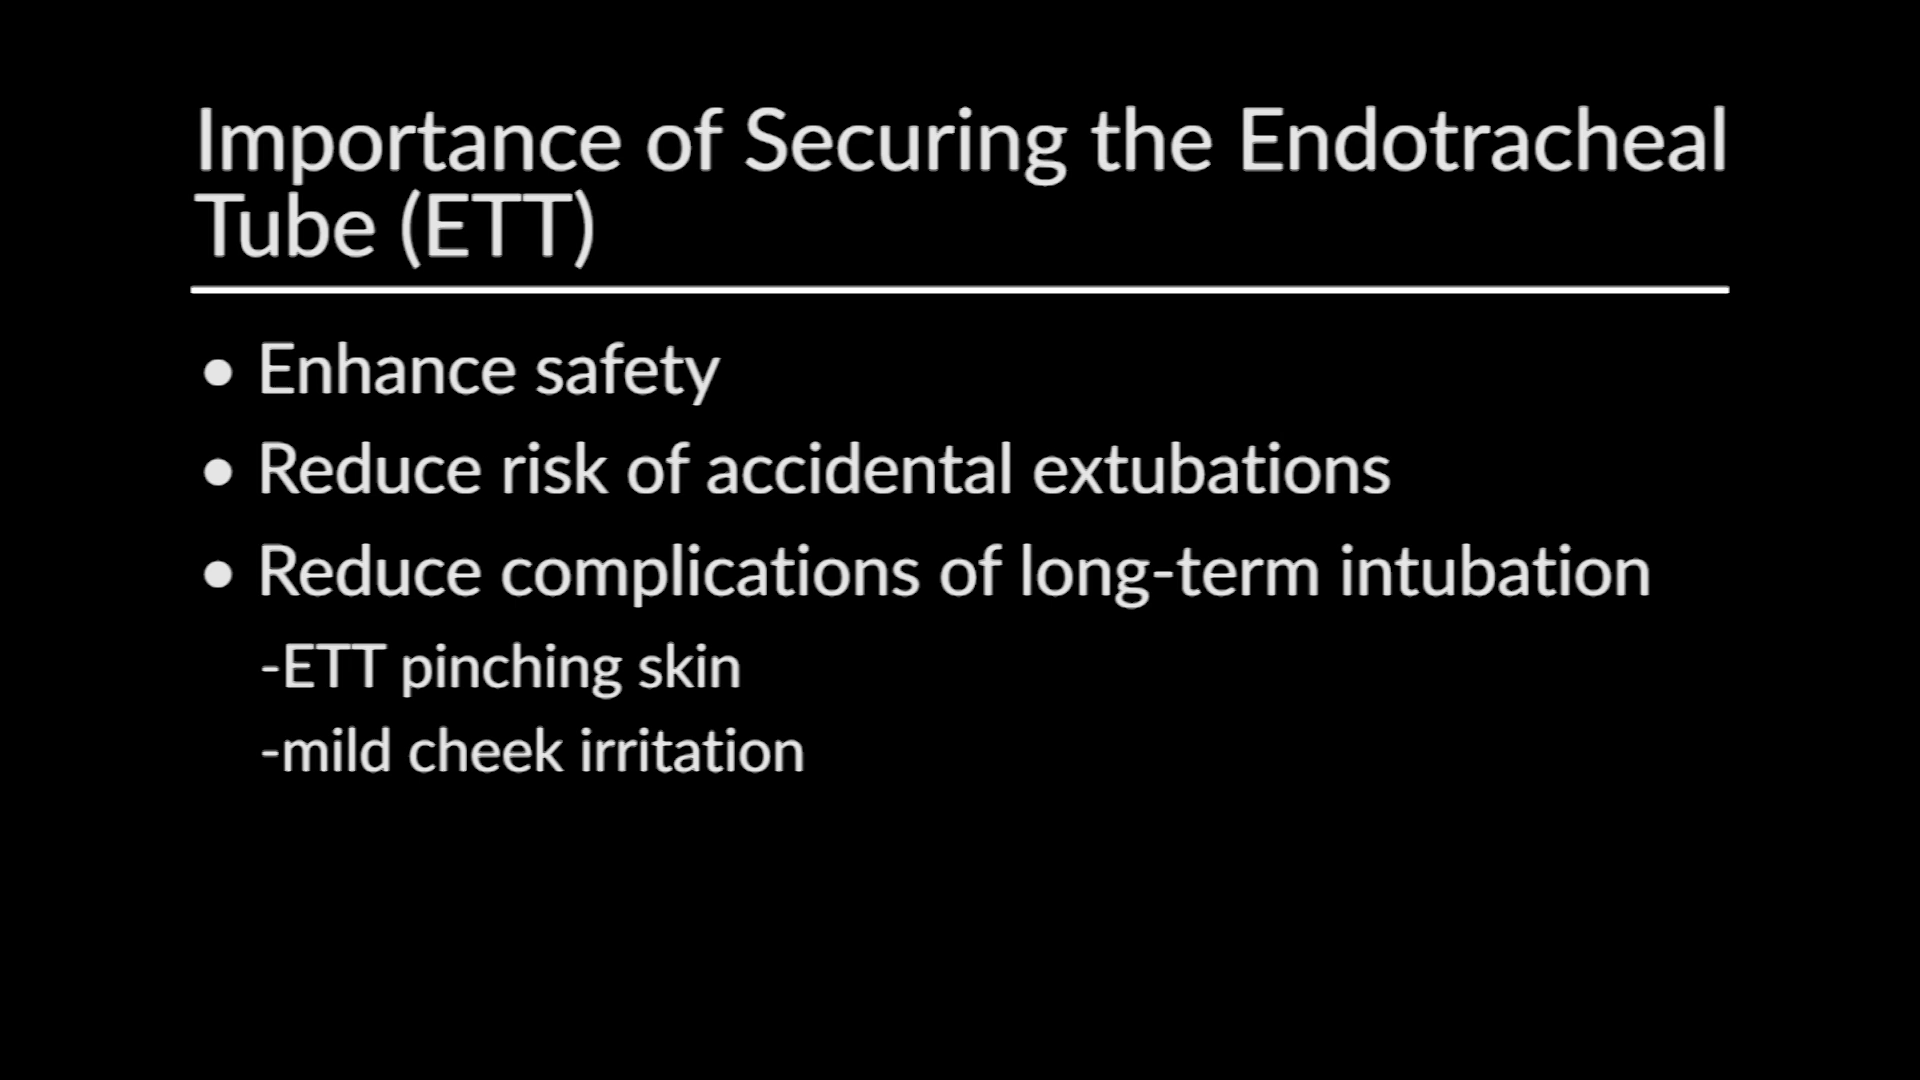 Importance of Securing the Endotracheal
Tube (ETT)
• Enhance safety
• Reduce risk of accidental extubations
• Reduce complications of long-term intubation
-ETT pinching skin
-mild cheek irritation